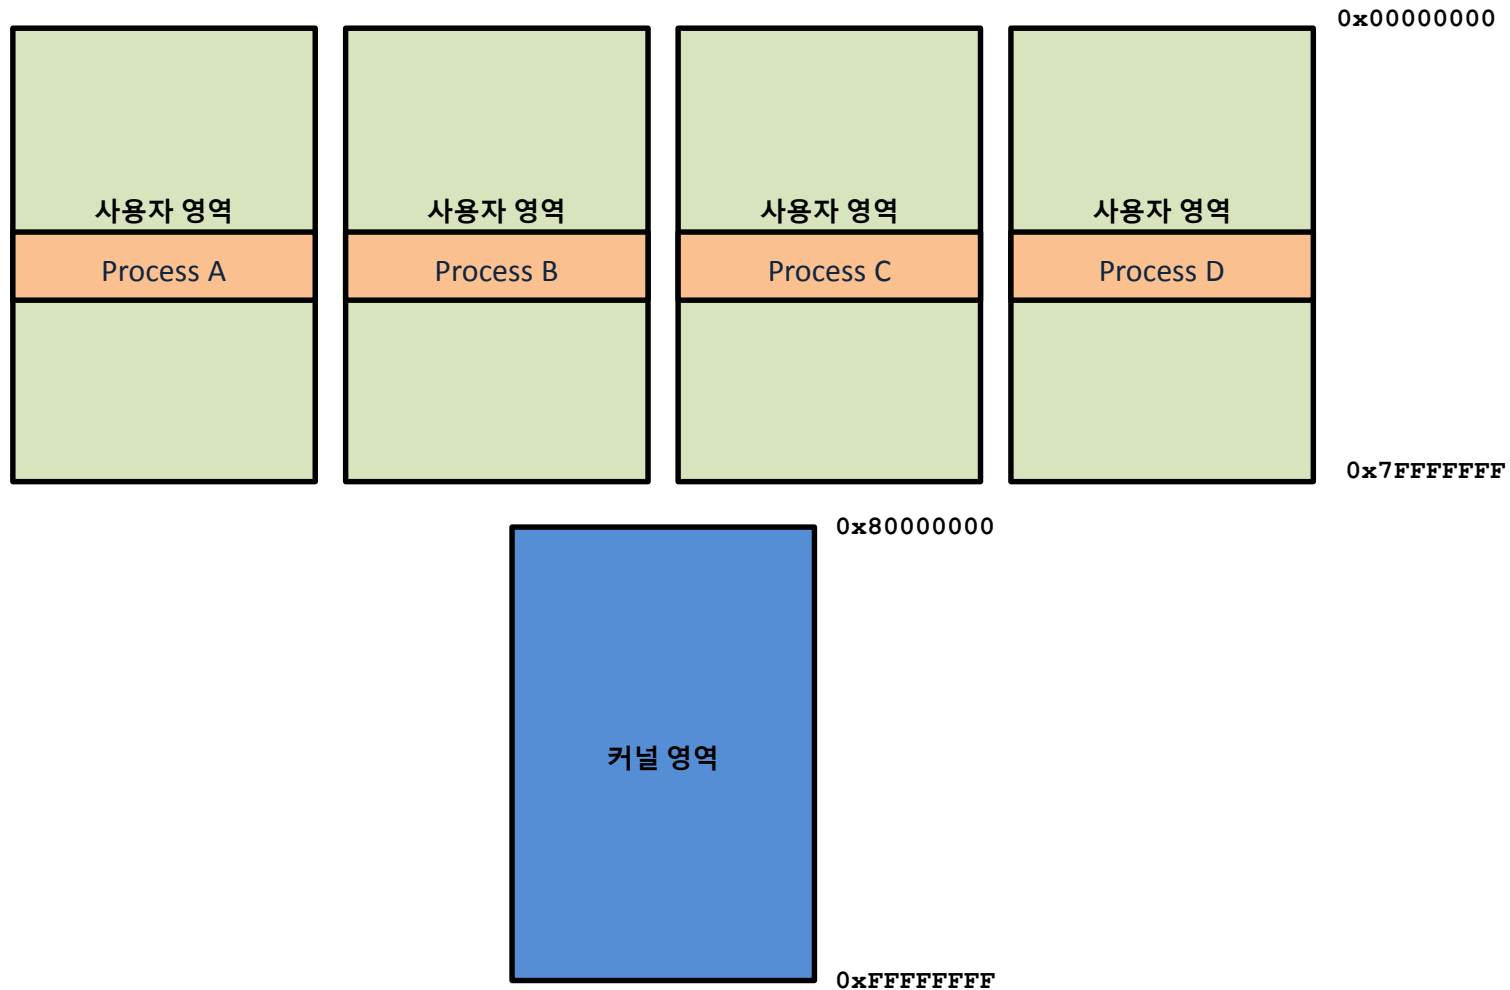 0x00000000
사용자 영역 사용자 영역 사용자 영역 사용자 영역
Process A Process B Process C Process D
0x7FFFFFFF
0x80000000
커널 영역
0xFFFFFFFF